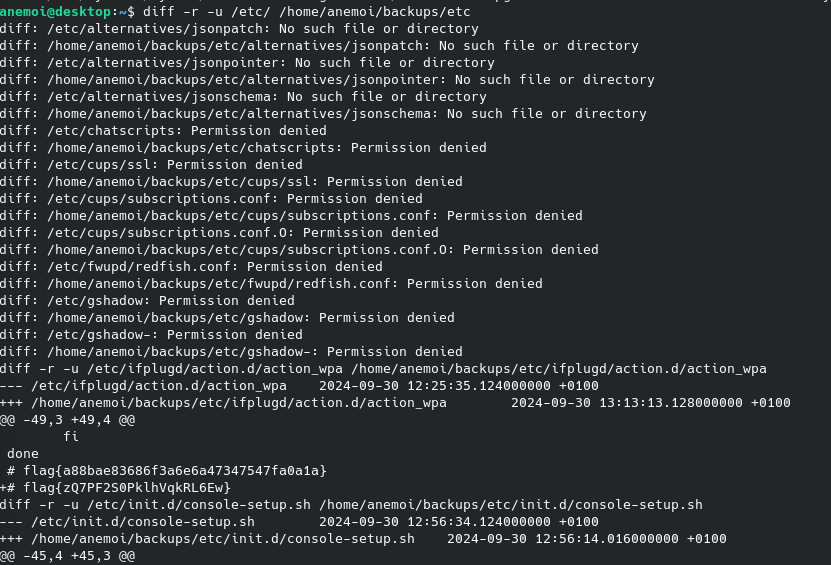 anemoi@desktop:~$ diff -r -u /etc/ /home/anemoi/backups/etc
diff: /etc/alternatives/jsonpatch: No such file or directory
diff: /home/anemoi/backups/etc/alternatives/jsonpatch: No such file or directory
diff: /etc/alternatives/jsonpointer: No such file or directory
diff: /home/anemoi/backups/etc/alternatives/jsonpointer: No such file or directory
diff: /etc/alternatives/jsonschema: No such file or directory
diff: /home/anemoi/backups/etc/alternatives/jsonschema: No such file or directory
diff: /etc/chatscripts: Permission denied
diff: /home/anemoi/backups/etc/chatscripts: Permission denied
diff: /etc/cups/ssl: Permission denied
diff: /home/anemoi/backups/etc/cups/ssl: Permission denied
diff: /etc/cups/subscriptions.conf: Permission denied
diff: /home/anemoi/backups/etc/cups/subscriptions.conf: Permission denied
diff: /etc/cups/subscriptions.conf.O: Permission denied
diff: /home/anemoi/backups/etc/cups/subscriptions.conf.O: Permission denied
diff: /etc/fwupd/redfish.conf: Permission denied
diff: /home/anemoi/backups/etc/fwupd/redfish.conf: Permission denied
diff: /etc/gshadow: Permission denied
diff: /home/anemoi/backups/etc/gshadow: Permission denied
diff: /etc/gshadow-: Permission denied
diff: /home/anemoi/backups/etc/gshadow-: Permission denied
diff -r -u /etc/ifplugd/action.d/action_wpa /home/anemoi/backups/etc/ifplugd/action.d/action_wpa
--- /etc/ifplugd/action.d/action_wpa    2024-09-30 12:25:35.124000000 +0100
+++ /home/anemoi/backups/etc/ifplugd/action.d/action_wpa        2024-09-30 13:13:13.128000000 +0100
@@ -49,3 +49,4 @@
        fi
 done
 # flag{a88bae83686f3a6e6a47347547fa0a1a}
+# flag{zQ7PF2S0PklhVqkRL6Ew}
diff -r -u /etc/init.d/console-setup.sh /home/anemoi/backups/etc/init.d/console-setup.sh
--- /etc/init.d/console-setup.sh        2024-09-30 12:56:34.124000000 +0100
+++ /home/anemoi/backups/etc/init.d/console-setup.sh    2024-09-30 12:56:14.016000000 +0100
@@ -45,4 +45,3 @@